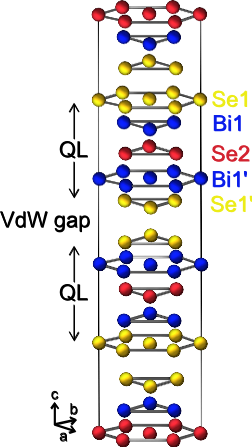 Se1
QL
Bi1
Se2
Bi1'
Se1'
VdW gap
QL
c
b
a